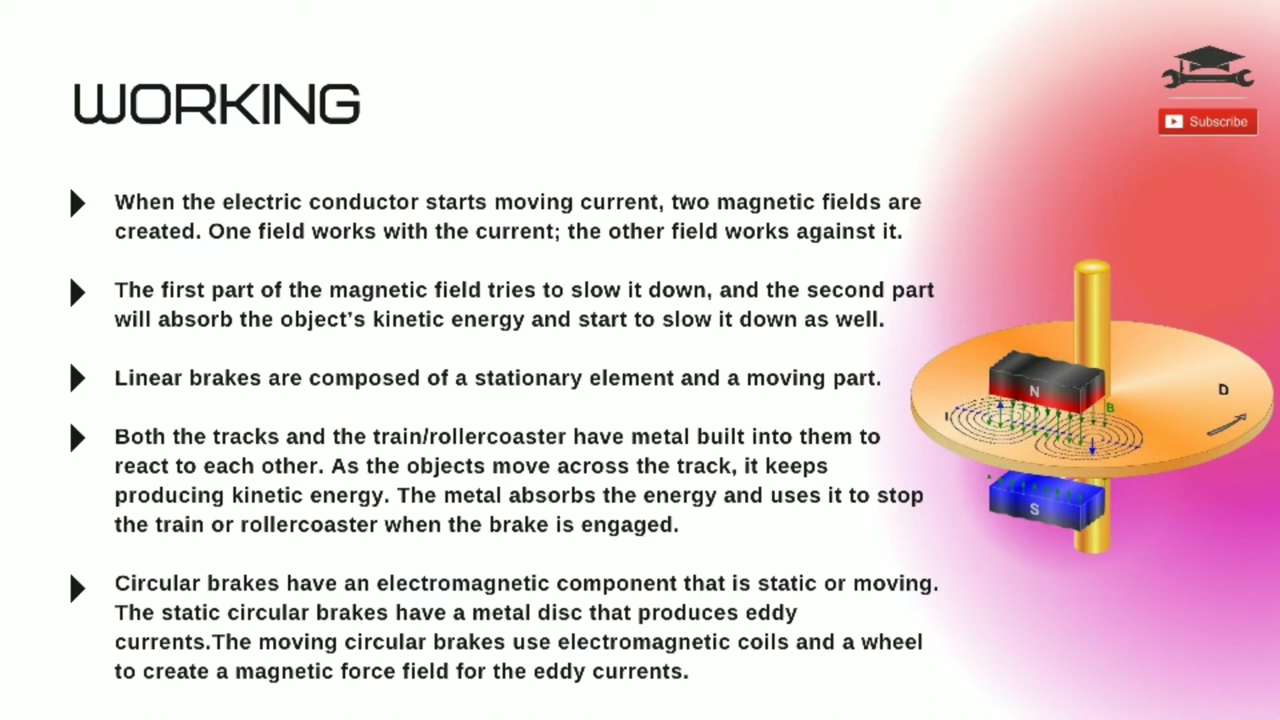 WORKING
Subscribe
When the electric conductor starts moving current, two magnetic fields are
created. One field works with the current; the other field works against it.
The first part of the magnetic field tries to slow it down, and the second part
will absorb the object's kinetic energy and start to slow it down as well.
Linear brakes are composed of a stationary element and a moving part.
Both the tracks and the train/rollercoaster have metal built into them to
react to each other. As the objects move across the track, it keeps
producing kinetic energy. The metal absorbs the energy and uses it to stop
the train or rollercoaster when the brake is engaged.
Circular brakes have an electromagnetic component that is static or moving.
The static circular brakes have a metal disc that produces eddy
currents.The moving circular brakes use electromagnetic coils and a wheel
to create a magnetic force field for the eddy currents.
N
D
B
I
S